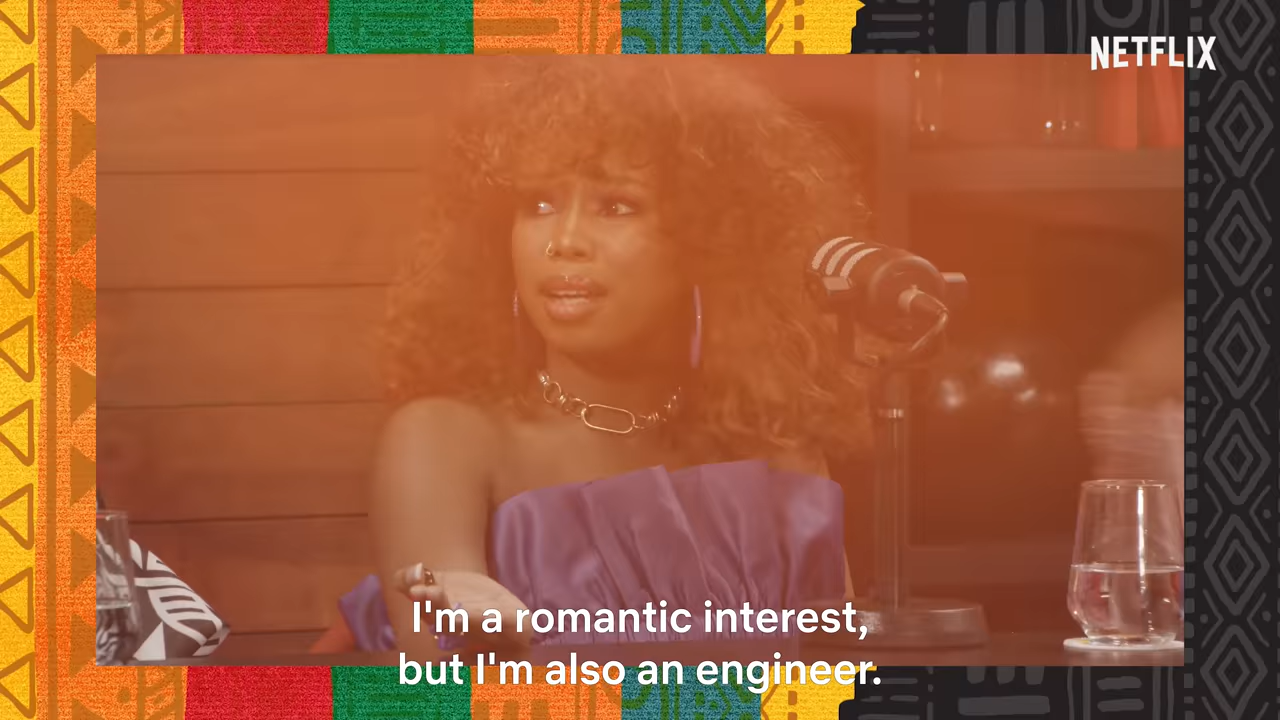 NETFLIX
I'm a romantic interest,
but I'm also an engineer.